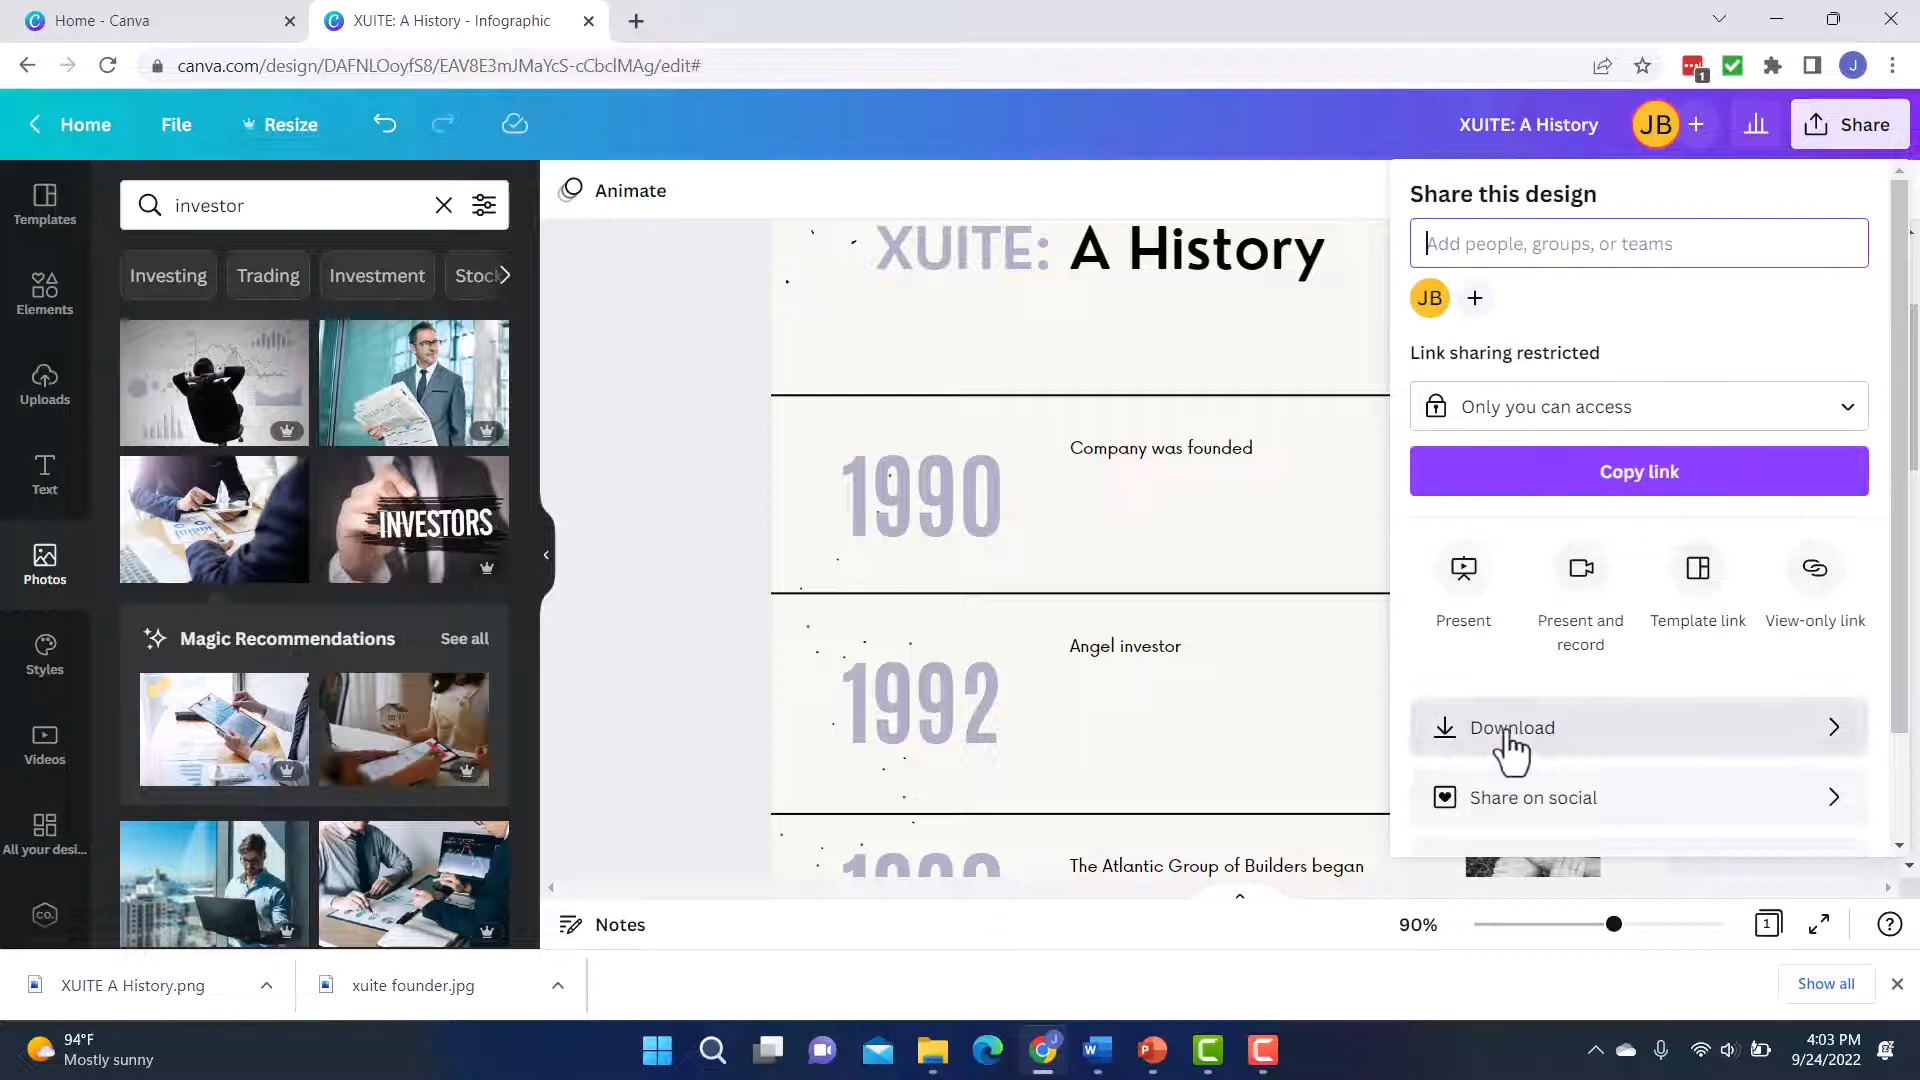 Home - Canva
XUITE: A History - Infographic
canva.com/design/DAFNLOoyfS8/EAV8E3mJMaYcS-cCbclMAg/edit#
1
J
Home
File
Resize
XUITE: A History
JB
Share
Templates
Elements
Uploads
Text
Photos
Styles
Videos
All your desi...
CO.
investor
Investing
Trading
Investment
Stock
INVESTORS
Magic Recommendations
See all
Animate
XUITE: A History
1990
Company was founded
1992
Angel investor
The Atlantic Group of Builders began
Share this design
Add people, groups, or teams
JB
Link sharing restricted
Only you can access
Copy link
Present
Present and record
Template link
View-only link
Download
Share on social
Notes
90%
1
XUITE A History.png
xuite founder.jpg
Show all
94°F
Mostly sunny
4:03 PM
9/24/2022